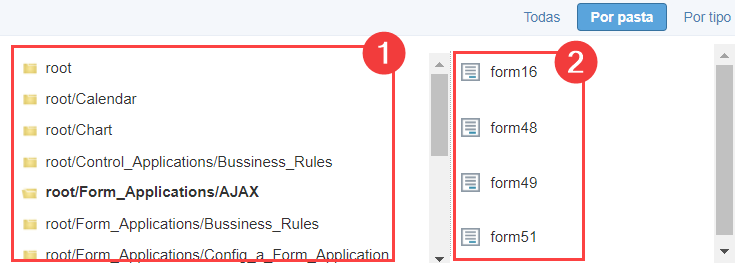 Todas Por pasta Por tipo
1
2
root
root/Calendar
root/Chart
root/Control_Applications/Bussiness_Rules
root/Form_Applications/AJAX
root/Form_Applications/Bussiness_Rules
root/Form_Applications/Config_a_Form_Application
form16
form48
form49
form51